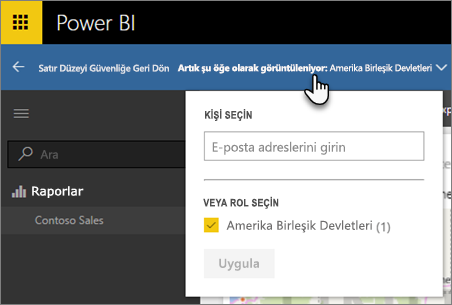 Power BI
Satır Düzeyi Güvenliğe Geri Dön Artık şu öğe olarak görüntüleniyor: Amerika Birleşik Devletleri
KİŞİ SEÇİN
E-posta adreslerini girin
Ara
Raporlar
VEYA ROL SEÇİN
Contoso Sales
Amerika Birleşik Devletleri (1)
Uygula